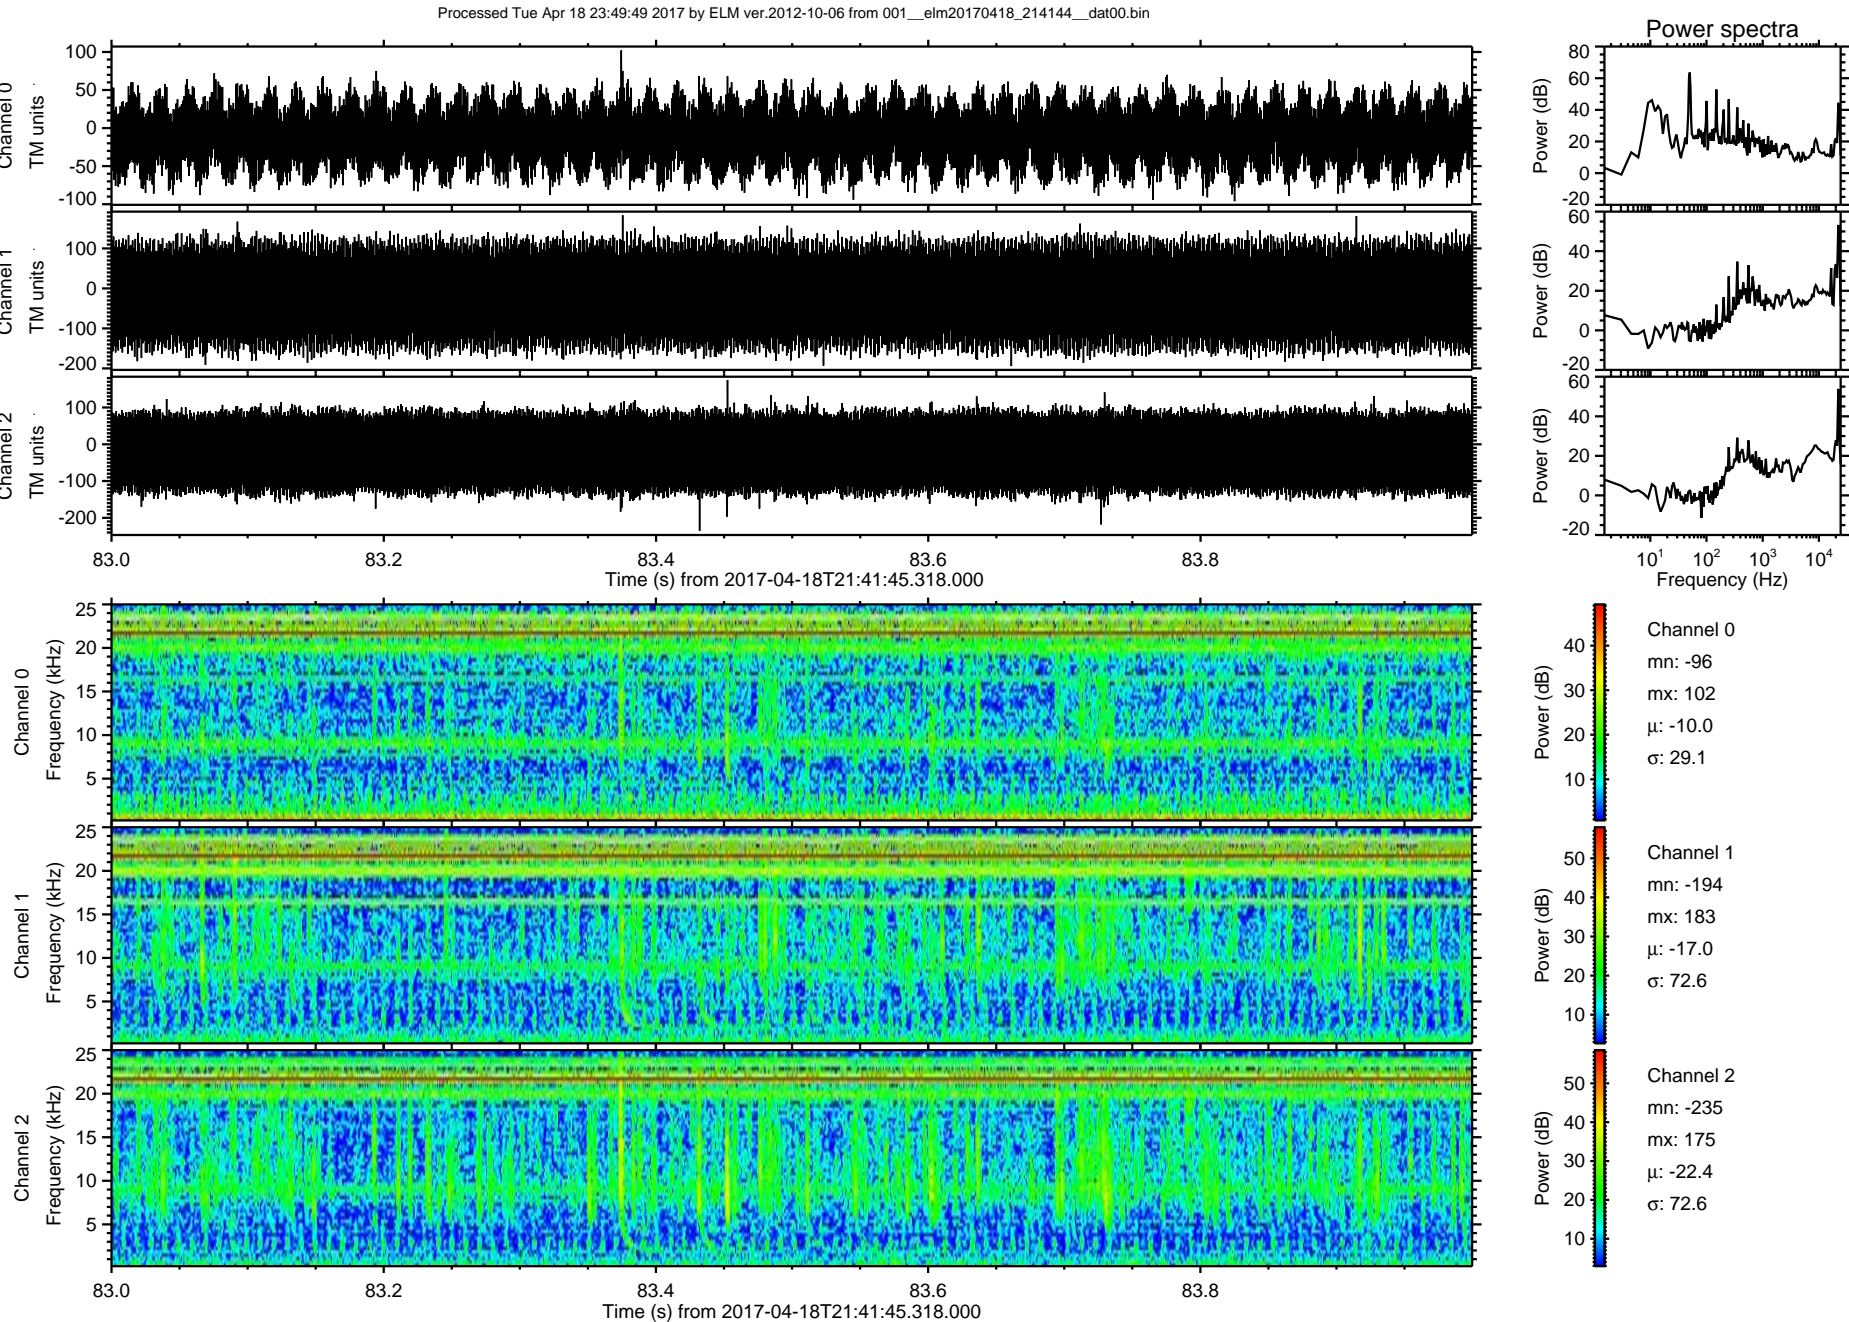 Processed Tue Apr 18 23:49:49 2017 by ELM ver.2012-10-06 from 001__elm20170418_214144__dat00.bin
Power spectra
Channel 0
TM units
100
50
0
-50
-100
Power (dB)
80
60
40
20
0
-20
Channel 1
TM units
100
0
-100
-200
Power (dB)
60
40
20
0
-20
Channel 2
TM units
100
0
-100
-200
Power (dB)
60
40
20
0
-20
83.0 83.2 83.4 83.6 83.8
Time (s) from 2017-04-18T21:41:45.318.000
10^1 10^2 10^3 10^4
Frequency (Hz)
Channel 0
Frequency (kHz)
25
20
15
10
5
Power (dB)
40
30
20
10
Channel 0
mn: -96
mx: 102
μ: -10.0
σ: 29.1
Channel 1
Frequency (kHz)
25
20
15
10
5
Power (dB)
50
40
30
20
10
Channel 1
mn: -194
mx: 183
μ: -17.0
σ: 72.6
Channel 2
Frequency (kHz)
25
20
15
10
5
Power (dB)
50
40
30
20
10
Channel 2
mn: -235
mx: 175
μ: -22.4
σ: 72.6
83.0 83.2 83.4 83.6 83.8
Time (s) from 2017-04-18T21:41:45.318.000